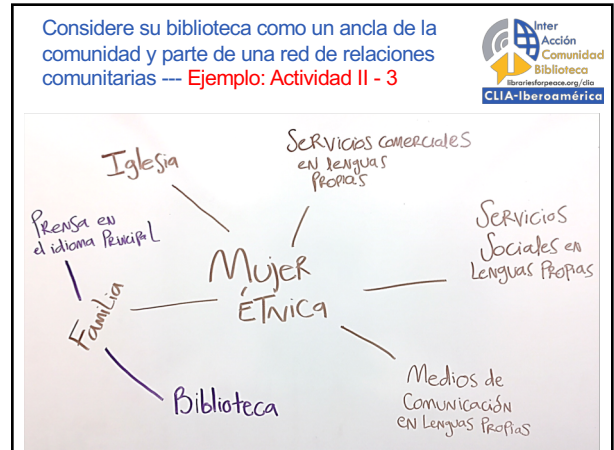 Considere su biblioteca como un ancla de la
comunidad y parte de una red de relaciones
comunitarias --- Ejemplo: Actividad II - 3
Inter
Acción
Comunidad
Biblioteca
librariesforpeace.org/clia
CLIA-Iberoamérica
Iglesia
Servicios comerciales
en lenguas
Propias
Prensa en
el idioma Principal
Servicios
Sociales en
Lenguas Propias
Mujer
Étnica
Familia
Biblioteca
Medios de
Comunicación
en Lenguas Propias